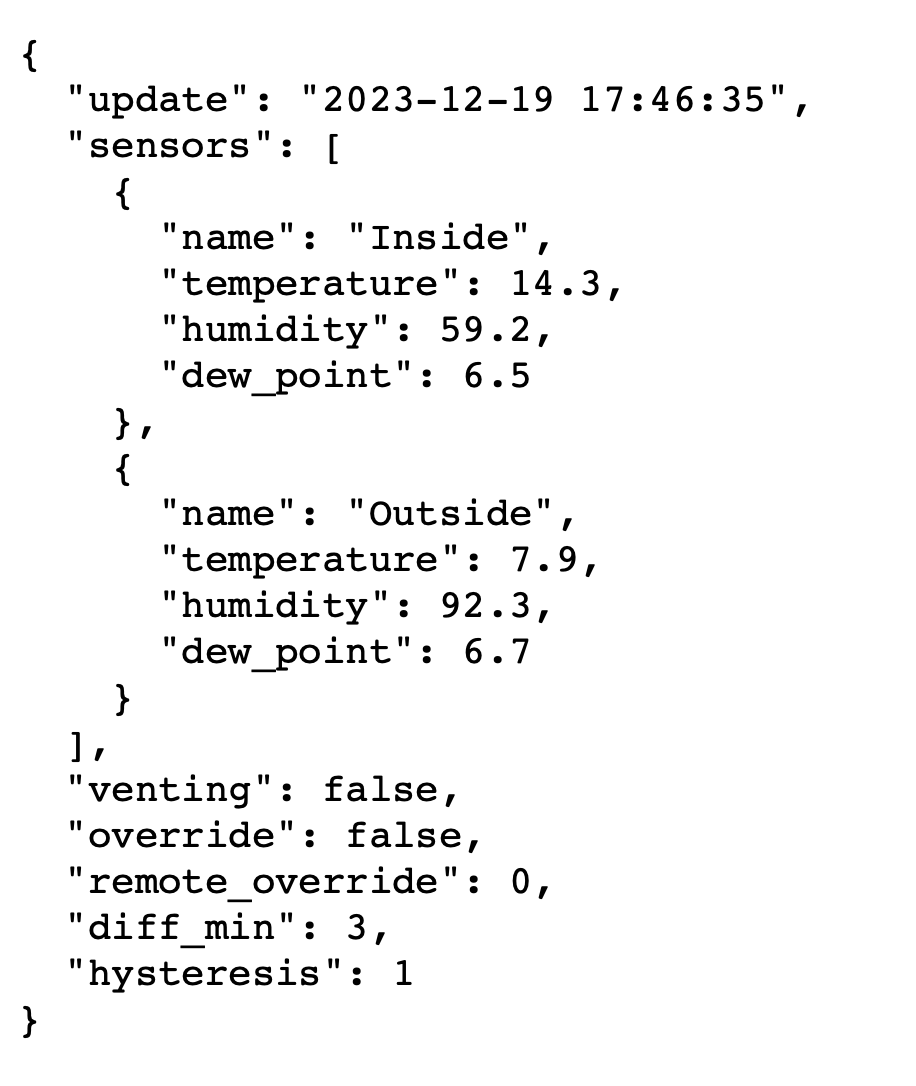 {
  "update": "2023-12-19 17:46:35",
  "sensors": [
    {
      "name": "Inside",
      "temperature": 14.3,
      "humidity": 59.2,
      "dew_point": 6.5
    },
    {
      "name": "Outside",
      "temperature": 7.9,
      "humidity": 92.3,
      "dew_point": 6.7
    }
  ],
  "venting": false,
  "override": false,
  "remote_override": 0,
  "diff_min": 3,
  "hysteresis": 1
}